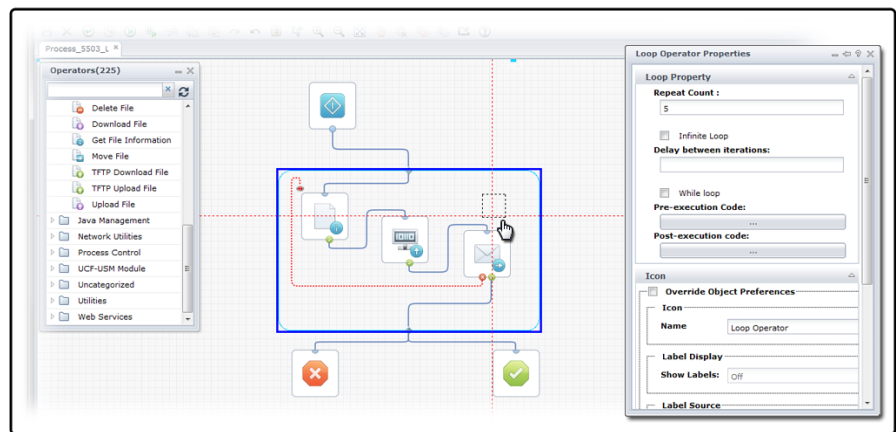 Process_5503_L
Operators(225)
Delete File
Download File
Get File Information
Move File
TFTP Download File
TFTP Upload File
Upload File
Java Management
Network Utilities
Process Control
UCF-USM Module
Uncategorized
Utilities
Web Services
Loop Operator Properties
Loop Property
Repeat Count :
5
Infinite Loop
Delay between iterations:
While loop
Pre-execution Code:
...
Post-execution code:
...
Icon
Override Object Preferences
Icon
Name Loop Operator
Label Display
Show Labels: Off
Label Source